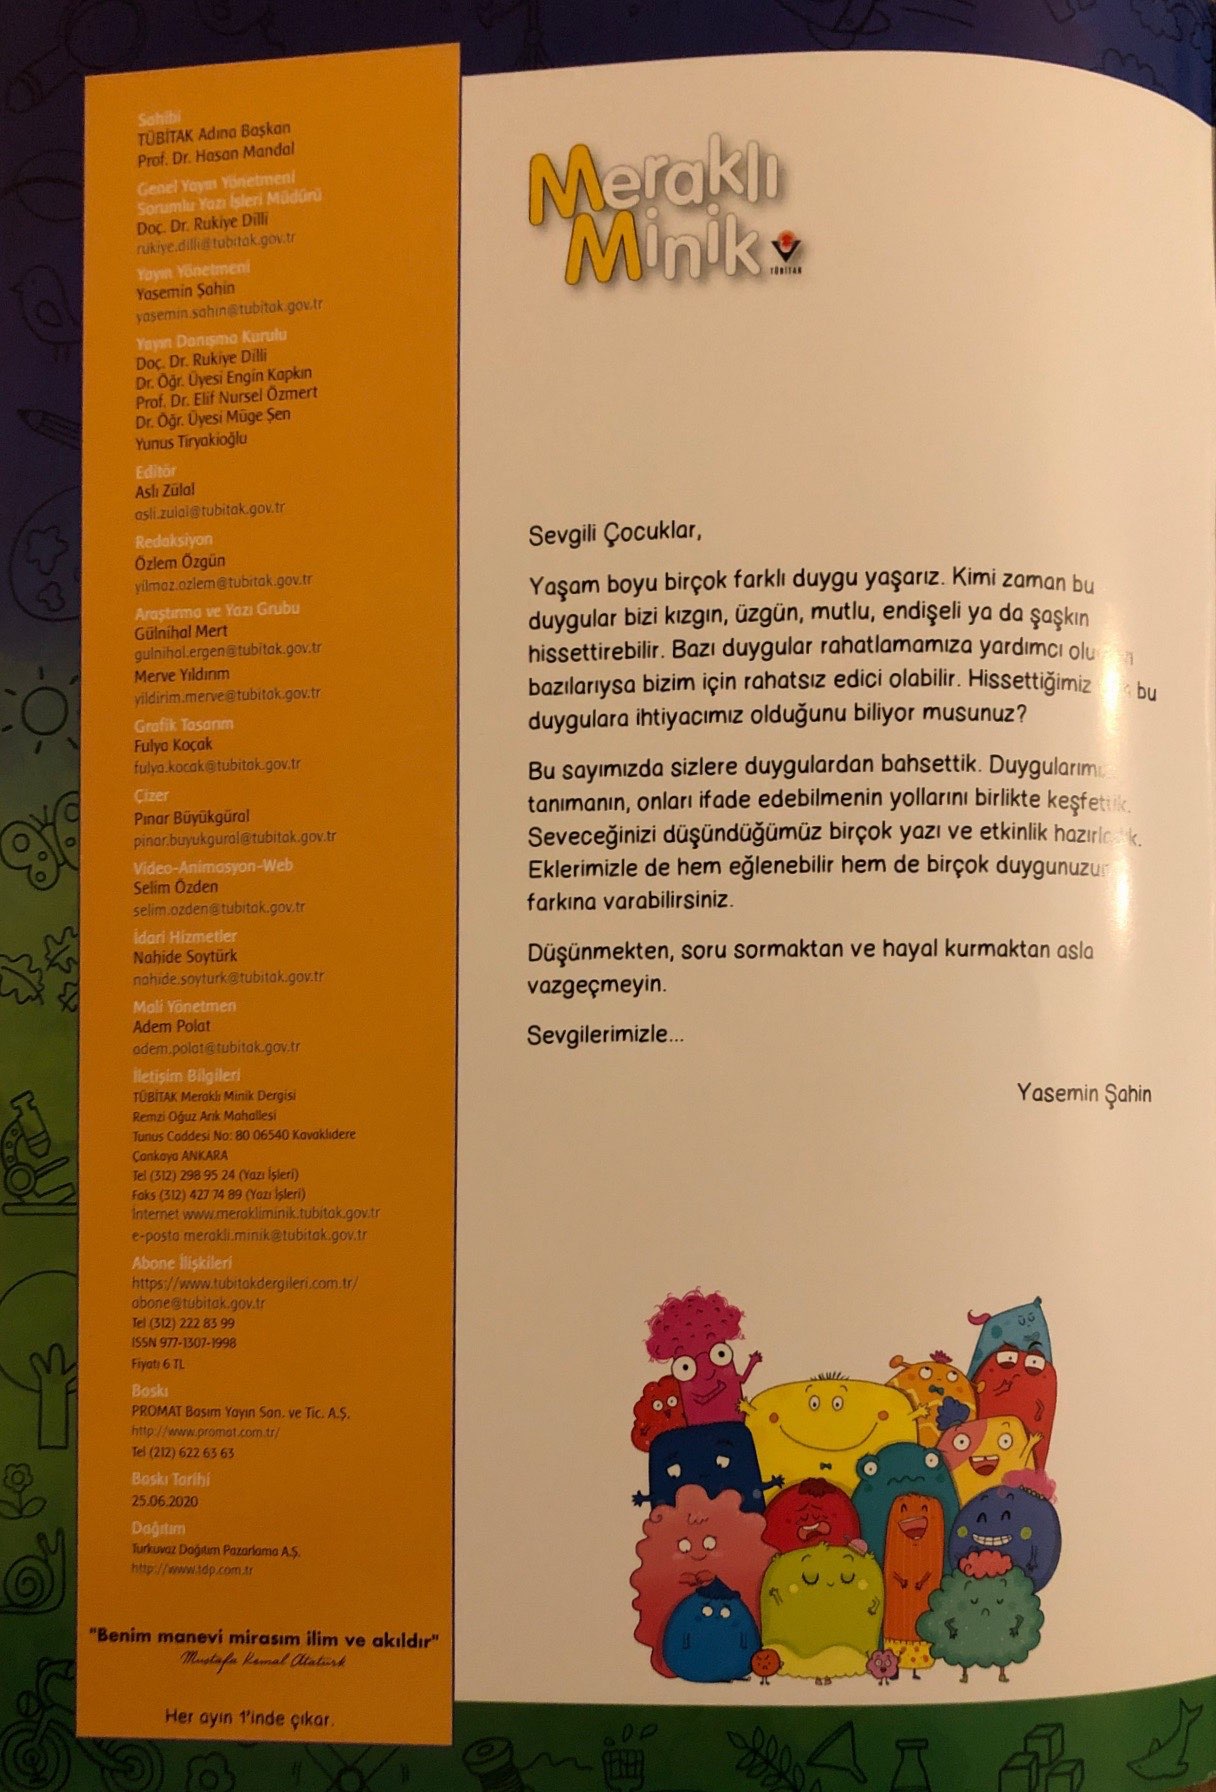 Sahibi
TÜBİTAK Adına Başkan
Prof. Dr. Hasan Mandal
Genel Yayın Yönetmeni
Sorumlu Yazı İşleri Müdürü
Doç. Dr. Rukiye Dilli
rukiye.dilli@tubitak.gov.tr
Yayın Yönetmeni
Yasemin Şahin
yasemin.sahin@tubitak.gov.tr
Yayın Danışma Kurulu
Doç. Dr. Rukiye Dilli
Dr. Öğr. Üyesi Engin Kapkın
Prof. Dr. Elif Nursel Özmert
Dr. Öğr. Üyesi Müge Şen
Yunus Tiryakioğlu
Editör
Aslı Zülal
asli.zulal@tubitak.gov.tr
Redaksiyon
Özlem Özgün
yilmaz.ozlem@tubitak.gov.tr
Araştırma ve Yazı Grubu
Gülnihal Mert
gulnihal.ergen@tubitak.gov.tr
Merve Yıldırım
yildirim.merve@tubitak.gov.tr
Grafik Tasarım
Fulya Koçak
fulya.kocak@tubitak.gov.tr
Çizer
Pınar Büyükgüral
pinar.buyukgural@tubitak.gov.tr
Video-Animasyon-Web
Selim Özden
selim.ozden@tubitak.gov.tr
İdari Hizmetler
Nahide Soytürk
nahide.soyturk@tubitak.gov.tr
Mali Yönetmen
Adem Polat
adem.polat@tubitak.gov.tr
İletişim Bilgileri
TÜBİTAK Meraklı Minik Dergisi
Remzi Oğuz Arık Mahallesi
Tunus Caddesi No: 80 06540 Kavaklıdere
Çankaya ANKARA
Tel (312) 298 95 24 (Yazı İşleri)
Faks (312) 427 74 89 (Yazı İşleri)
İnternet www.merakliminik.tubitak.gov.tr
e-posta merakli.minik@tubitak.gov.tr
Abone İlişkileri
https://www.tubitakdergileri.com.tr/
abone@tubitak.gov.tr
Tel (312) 222 83 99
ISSN 977-1307-1998
Fiyatı 6 TL
Baskı
PROMAT Basım Yayın San. ve Tic. A.Ş.
http://www.promat.com.tr/
Tel (212) 622 63 63
Baskı Tarihi
25.06.2020
Dağıtım
Turkuvaz Dağıtım Pazarlama A.Ş.
http://www.tdp.com.tr
"Benim manevi mirasım ilim ve akıldır"
Mustafa Kemal Atatürk
Her ayın 1'inde çıkar.
Meraklı
Minik
TÜBİTAK
Sevgili Çocuklar,
Yaşam boyu birçok farklı duygu yaşarız. Kimi zaman bu
duygular bizi kızgın, üzgün, mutlu, endişeli ya da şaşkın
hissettirebilir. Bazı duygular rahatlamamıza yardımcı
bazılarıysa bizim için rahatsız edici olabilir. Hissettiğimiz bu
duygulara ihtiyacımız olduğunu biliyor musunuz?
Bu sayımızda sizlere duygulardan bahsettik.
tanımanın, onları ifade edebilmenin yollarını birlikte keşfettik.
Seveceğinizi düşündüğümüz birçok yazı ve etkinlik hazırladık.
Eklerimizle de hem eğlenebilir hem de birçok
farkına varabilirsiniz.
Düşünmekten, soru sormaktan ve hayal kurmaktan asla
vazgeçmeyin.
Sevgilerimizle...
Yasemin Şahin